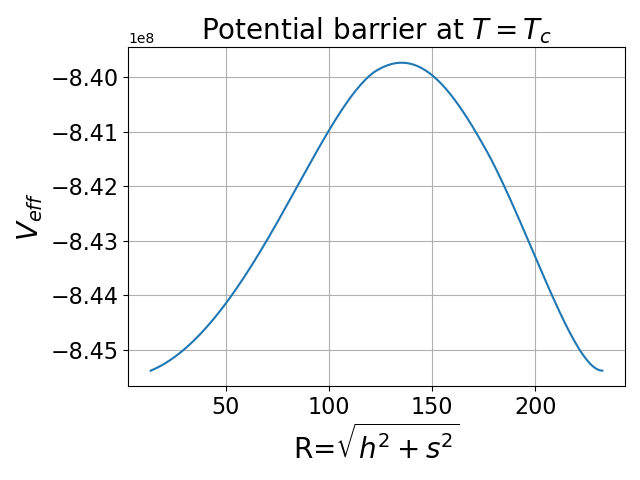 Potential barrier at T = T_c
1e8
−8.40
−8.41
−8.42
−8.43
−8.44
−8.45
V_eff
50 100 150 200
R=√h² + s²